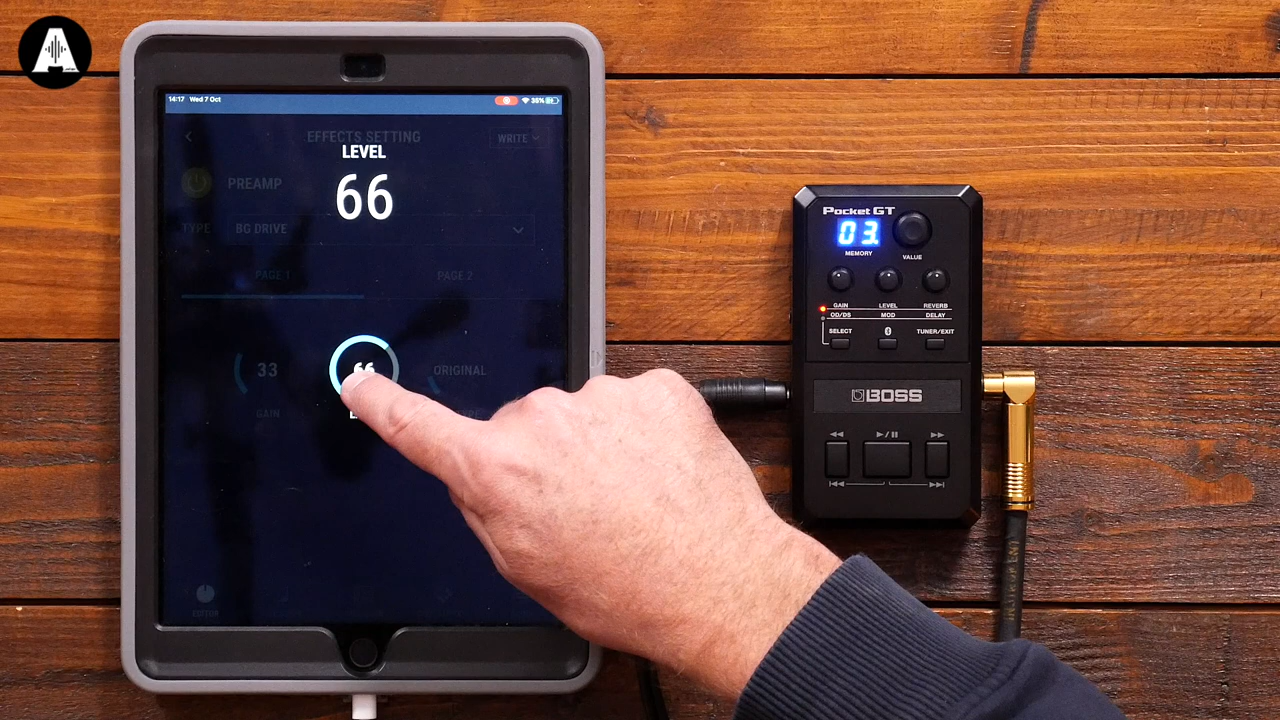 A
14:17 Wed 7 Oct
35%
EFFECTS SETTING
WRITE
LEVEL
66
PREAMP
TYPE
BG DRIVE
PAGE 1
PAGE 2
33
66
ORIGINAL
GAIN
EDITOR
Pocket GT
03.
MEMORY
VALUE
GAIN
LEVEL
REVERB
OD/DS
MOD
DELAY
SELECT
TUNER/EXIT
BOSS